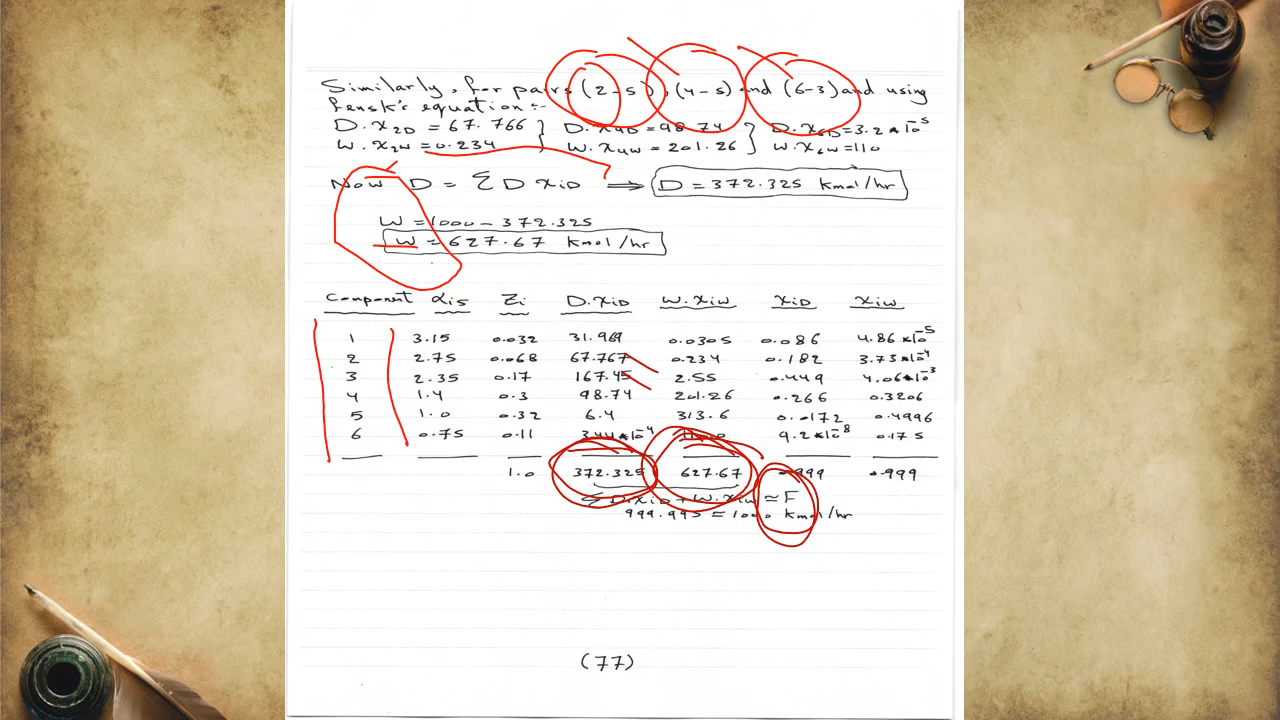 Similarly, for pairs (2-5), (4-5) and (6-3) and using
Fensk's equation:-
D.x2D = 67.766 } D.x4D = 98.74 } D.x6D = 3.2*10^-5
W.x2W = 0.234 } W.x4W = 201.26 } W.x6W = 110
Now D = Σ D xiD ⟹ D = 372.325 kmol/hr
W = 1000 - 372.325
W = 627.67 kmol/hr
Component αi5 Zi D.xiD W.xiW xiD xiW
1 3.15 0.032 31.969 0.0305 0.086 4.86*10^-5
2 2.75 0.068 67.767 0.234 0.182 3.73*10^-4
3 2.35 0.17 167.45 2.55 0.449 4.06*10^-3
4 1.4 0.3 98.74 201.26 0.266 0.3206
5 1.0 0.32 6.4 313.6 0.0172 0.4996
6 0.75 0.11 3.44*10^-4 9.2*10^-8 0.175
1.0 372.325 627.67 0.999 0.999
Σ D.xiD + W.xiW ≃ F
999.995 ≃ 1000 kmol/hr
(77)